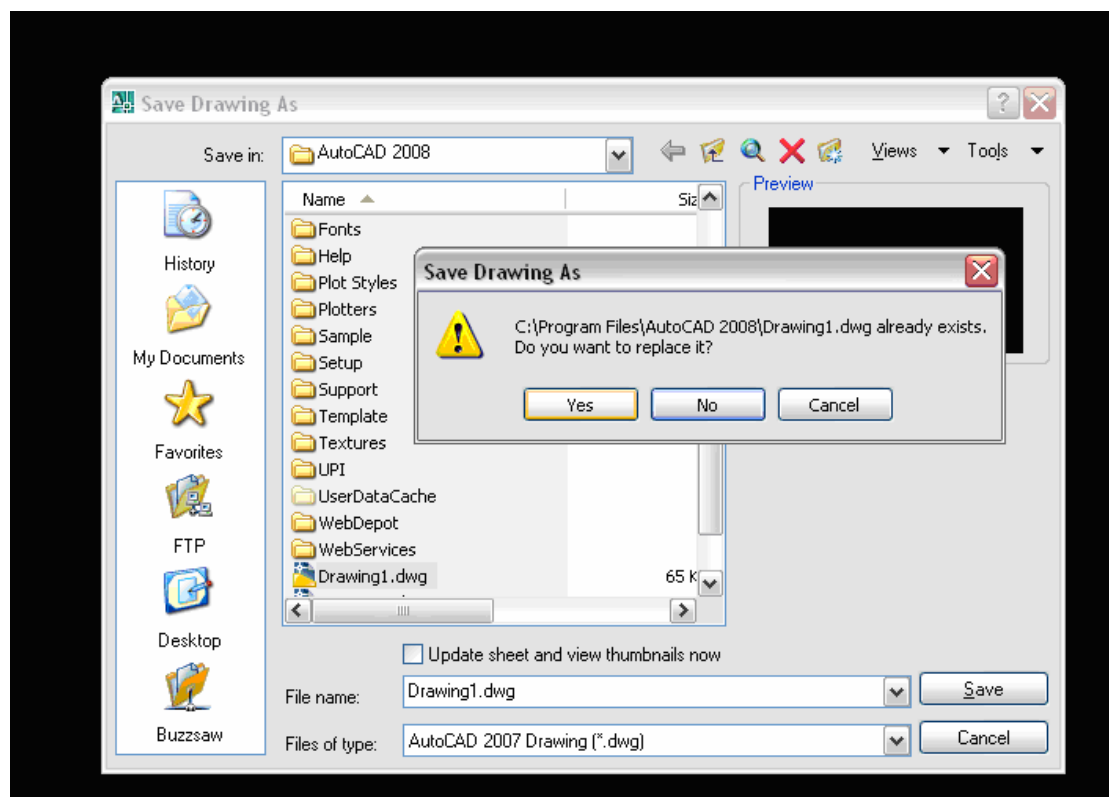 Save Drawing As
Save in:
AutoCAD 2008
Views
Tools
History
My Documents
Favorites
FTP
Desktop
Buzzsaw
Name
Siz
Fonts
Help
Plot Styles
Plotters
Sample
Setup
Support
Template
Textures
UPI
UserDataCache
WebDepot
WebServices
Drawing1.dwg 65 K
Preview
Save Drawing As
C:\Program Files\AutoCAD 2008\Drawing1.dwg already exists.
Do you want to replace it?
Yes No Cancel
Update sheet and view thumbnails now
File name: Drawing1.dwg Save
Files of type: AutoCAD 2007 Drawing (*.dwg) Cancel